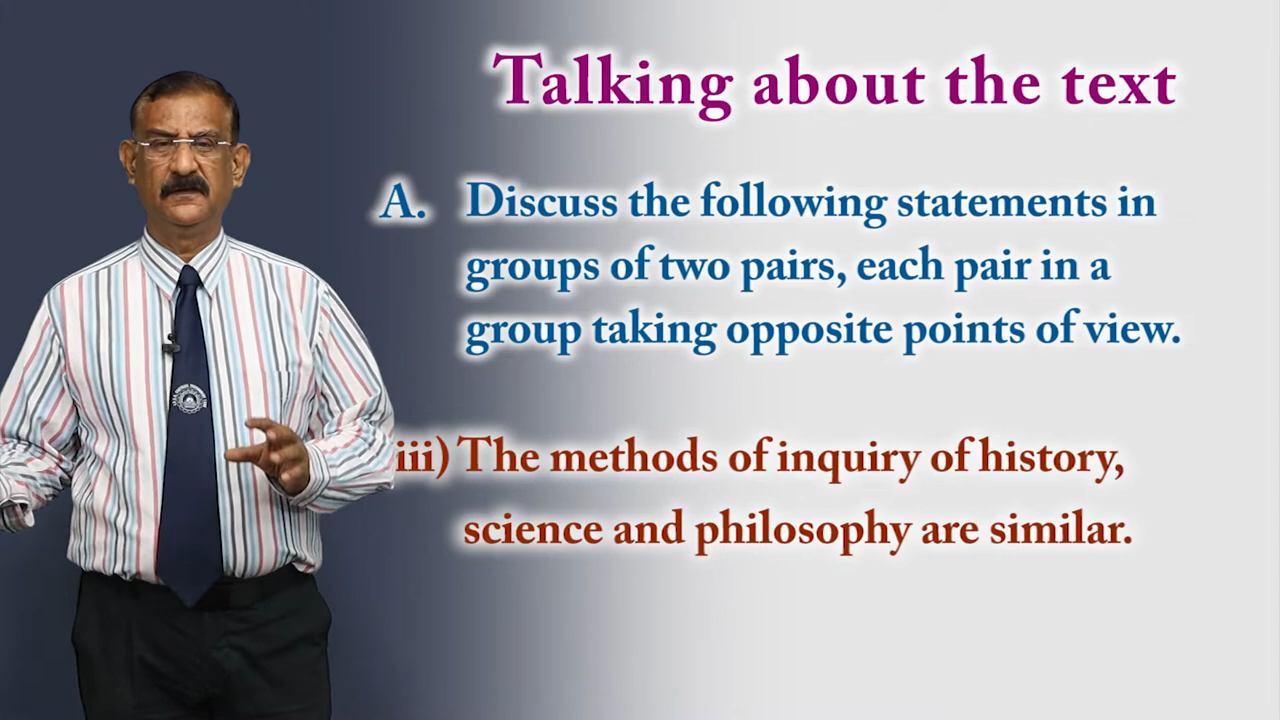 Talking about the text
A. Discuss the following statements in
groups of two pairs, each pair in a
group taking opposite points of view.
iii) The methods of inquiry of history,
science and philosophy are similar.